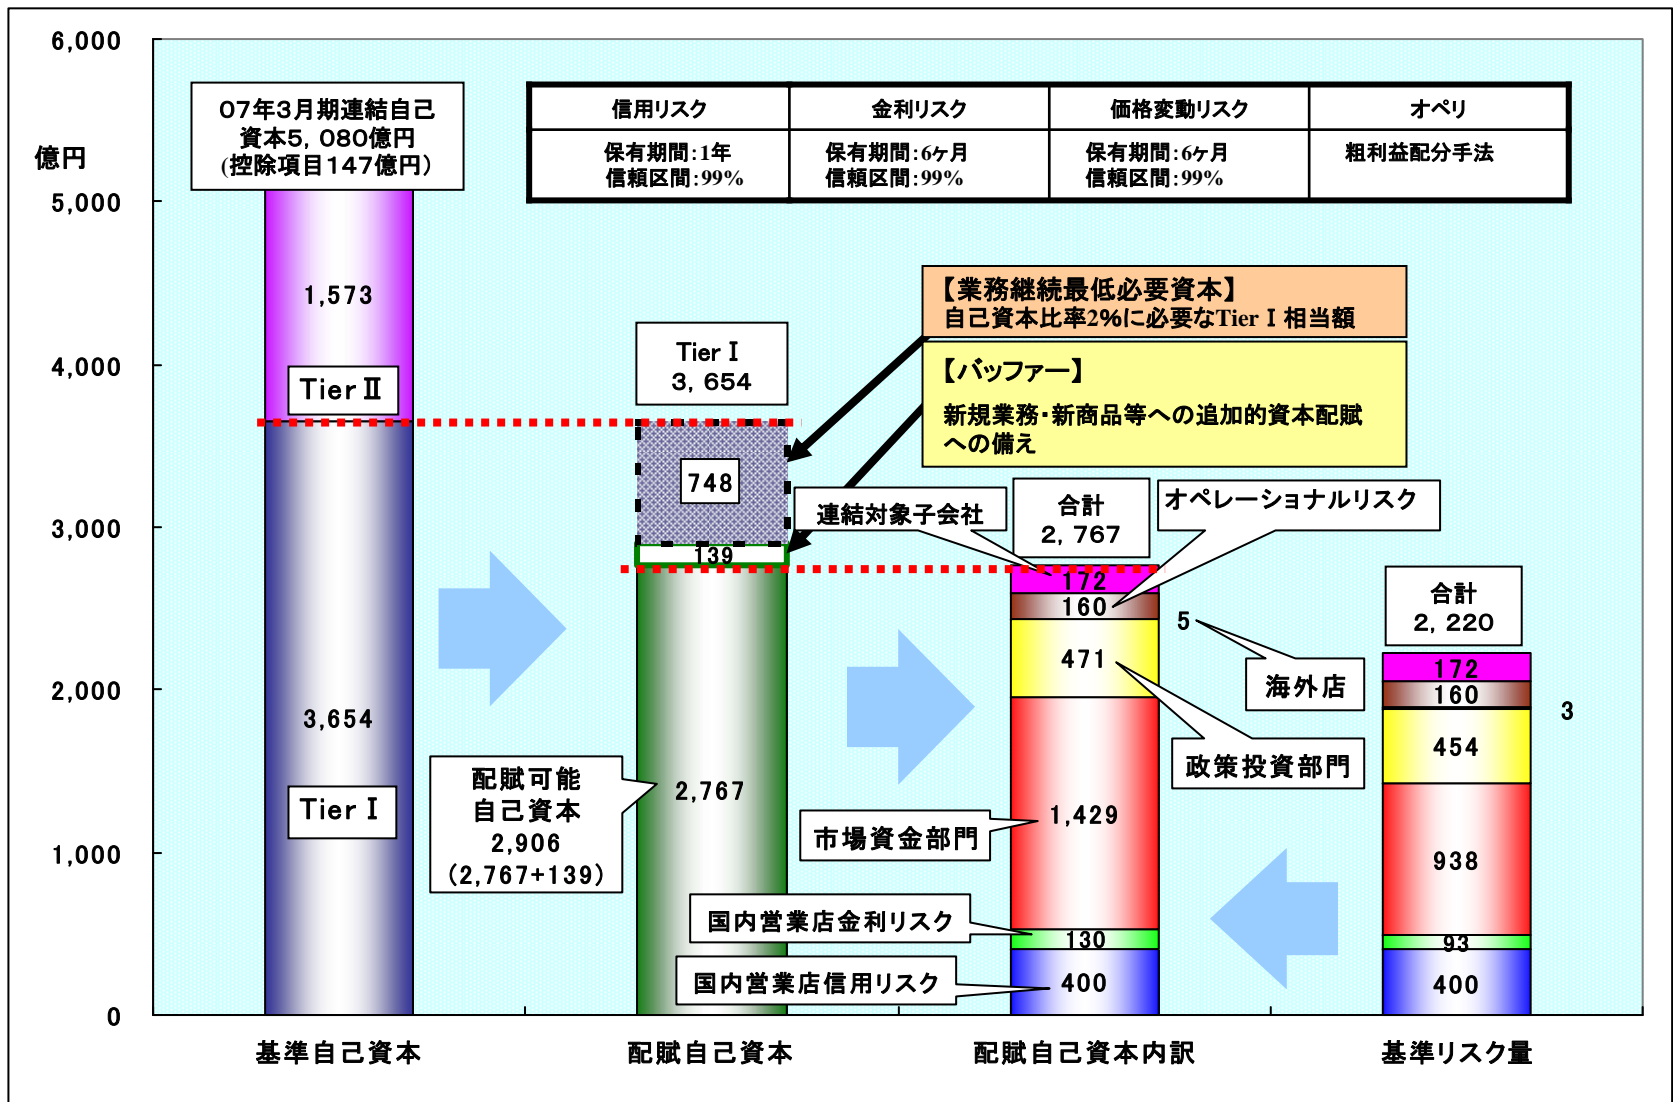 6,000
5,000
4,000
3,000
2,000
1,000
0
億円
07年3月期連結自己
資本5,080億円
(控除項目147億円)
信用リスク 金利リスク 価格変動リスク オペリ
保有期間:1年 保有期間:6ヶ月 保有期間:6ヶ月 粗利益配分手法
信頼区間:99% 信頼区間:99% 信頼区間:99%
1,573
TierⅡ
3,654
TierⅠ
TierⅠ
3,654
748
139
2,767
配賦可能
自己資本
2,906
(2,767+139)
【業務継続最低必要資本】
自己資本比率2%に必要なTierⅠ相当額
【バッファー】
新規業務・新商品等への追加的資本配賦
への備え
連結対象子会社
合計
2,767
オペレーショナルリスク
172
160
5
471
海外店
政策投資部門
1,429
市場資金部門
国内営業店金利リスク
130
国内営業店信用リスク
400
合計
2,220
172
160
3
454
938
93
400
基準自己資本
配賦自己資本
配賦自己資本内訳
基準リスク量